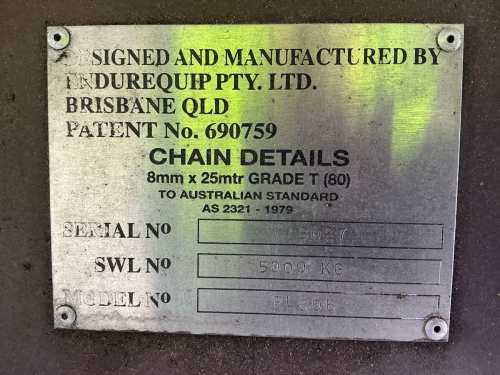 DESIGNED AND MANUFACTURED BY
ENDUREQUIP PTY. LTD.
BRISBANE QLD
PATENT No. 690759
CHAIN DETAILS
8mm x 25mtr GRADE T (80)
TO AUSTRALIAN STANDARD
AS 2321 - 1979
SERIAL No
SWL No 5000 KG
MODEL No